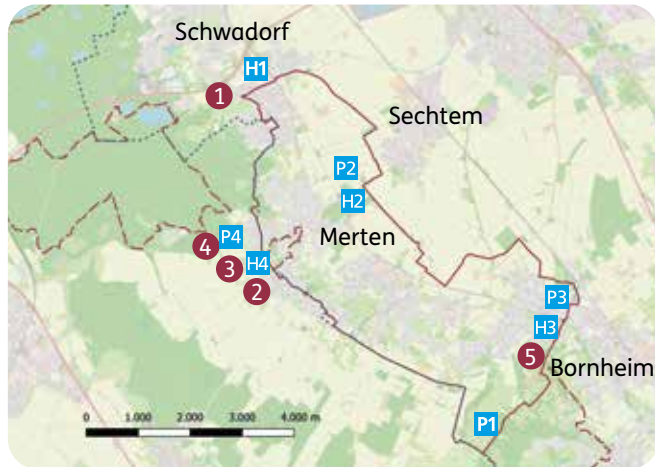 Schwadorf
H1
1
Sechtem
P2
H2
Merten
P4
4
3
H4
2
P3
H3
5
Bornheim
P1
0 1.000 2.000 3.000 4.000 m